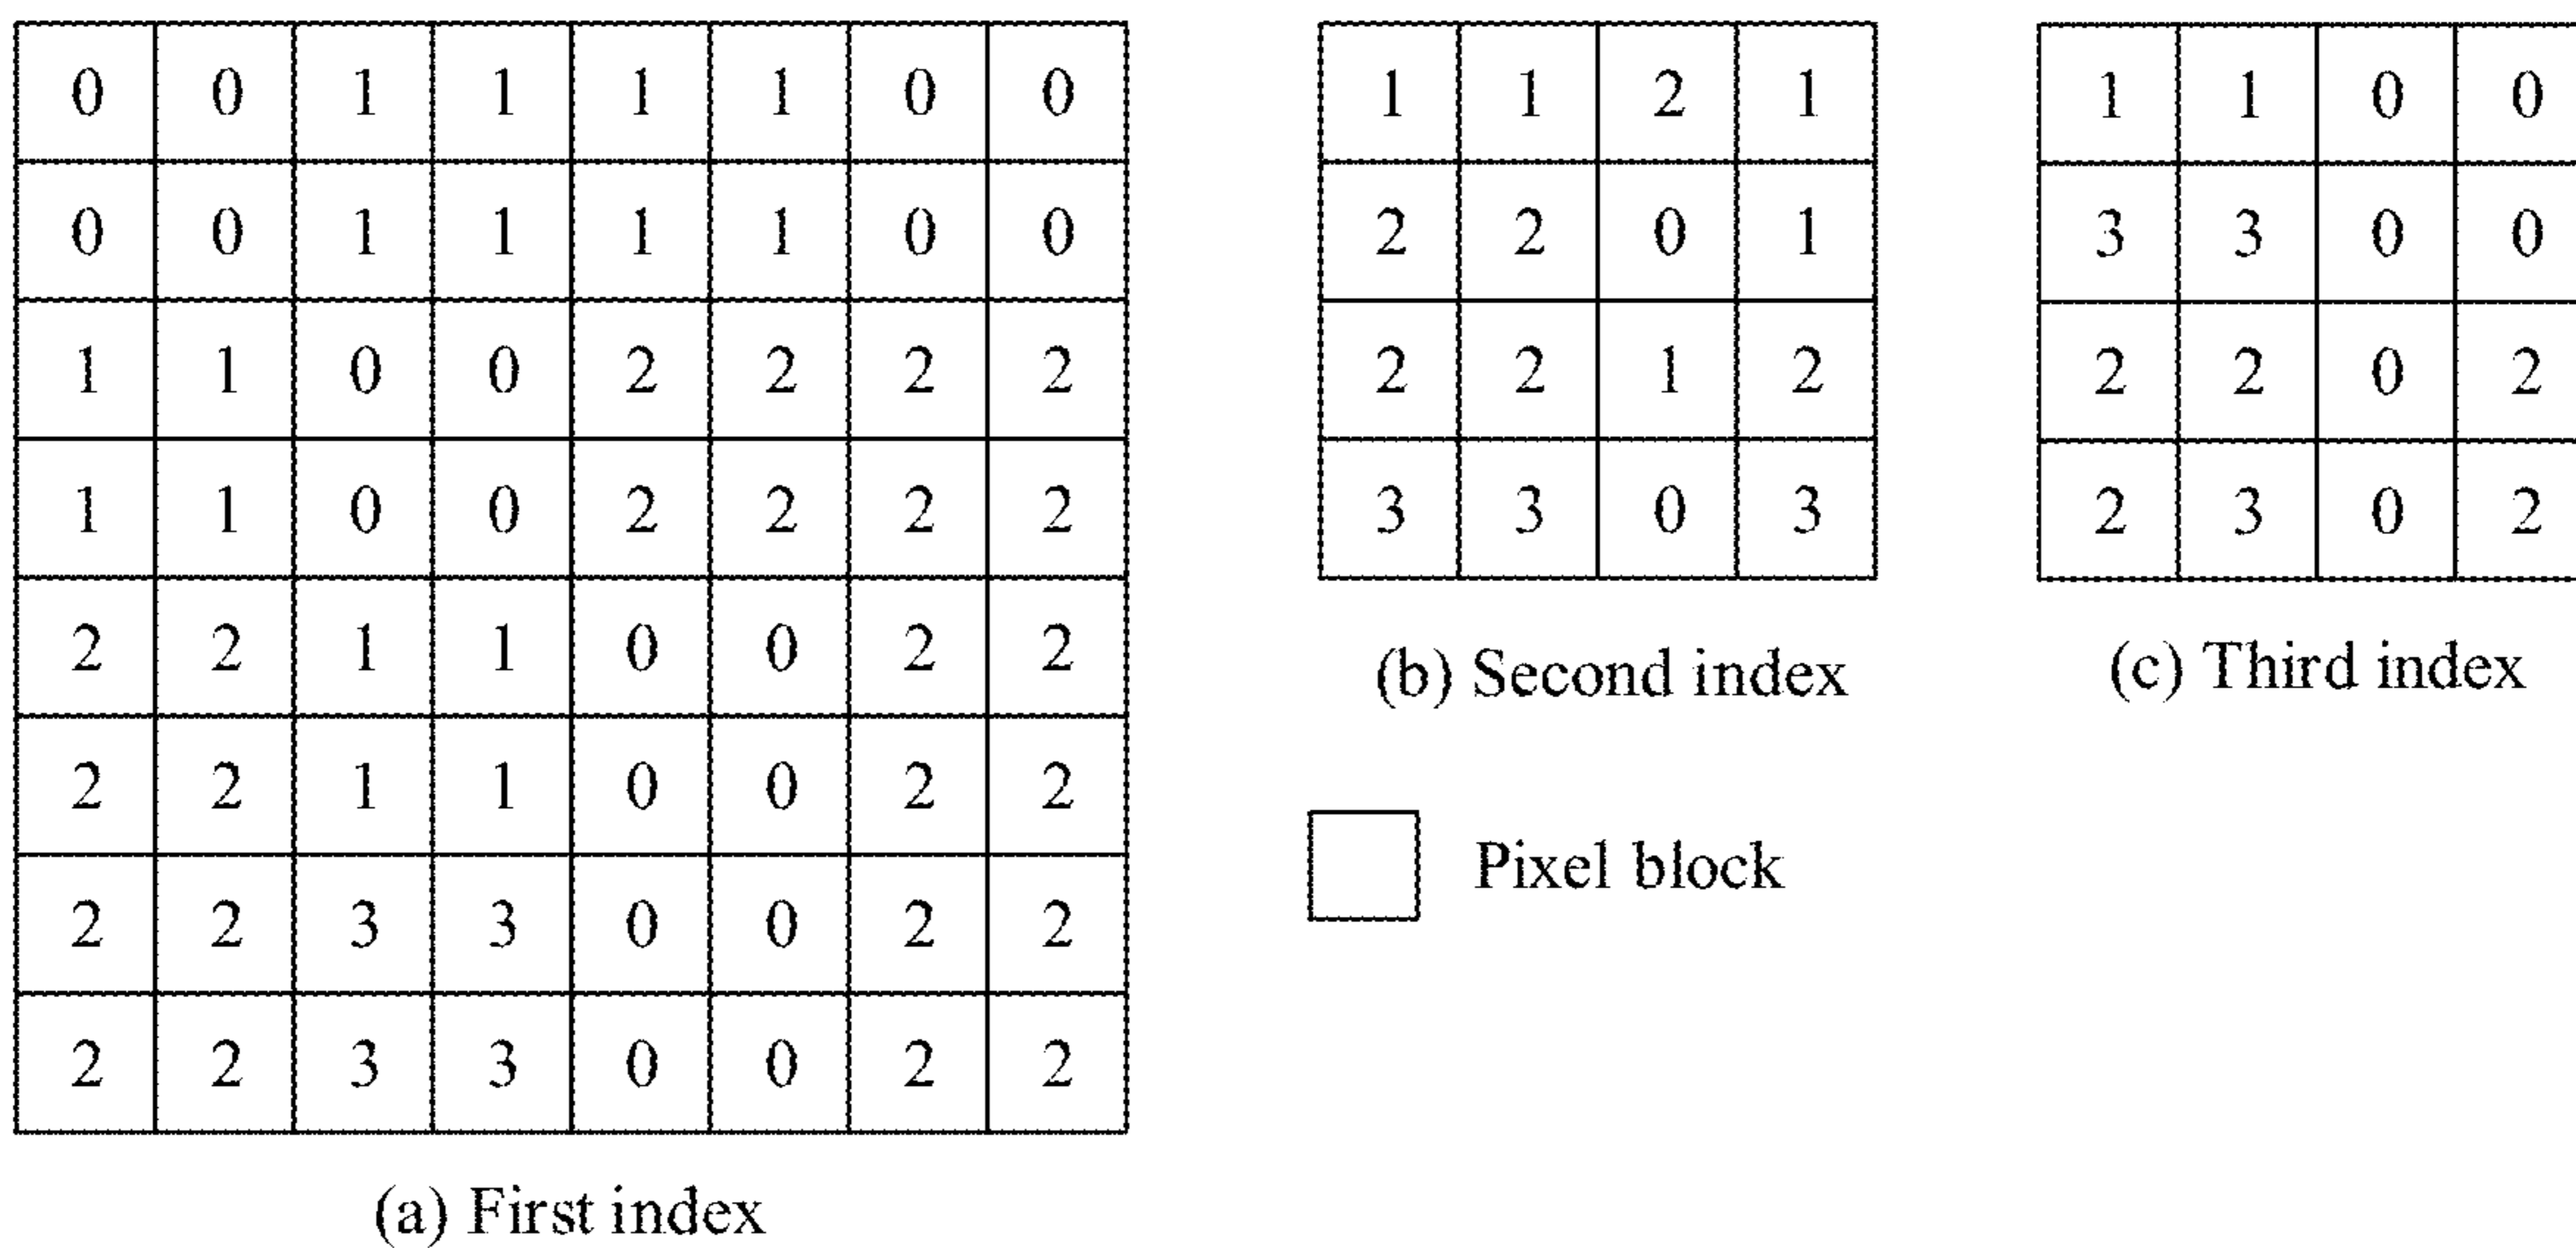 0 0 1 1 1 1 0 0
0 0 1 1 1 1 0 0
1 1 0 0 2 2 2 2
1 1 0 0 2 2 2 2
2 2 1 1 0 0 2 2
2 2 1 1 0 0 2 2
2 2 3 3 0 0 2 2
2 2 3 3 0 0 2 2
(a) First index
1 1 2 1
2 2 0 1
2 2 1 2
3 3 0 3
(b) Second index
1 1 0 0
3 3 0 0
2 2 0 2
2 3 0 2
(c) Third index
Pixel block